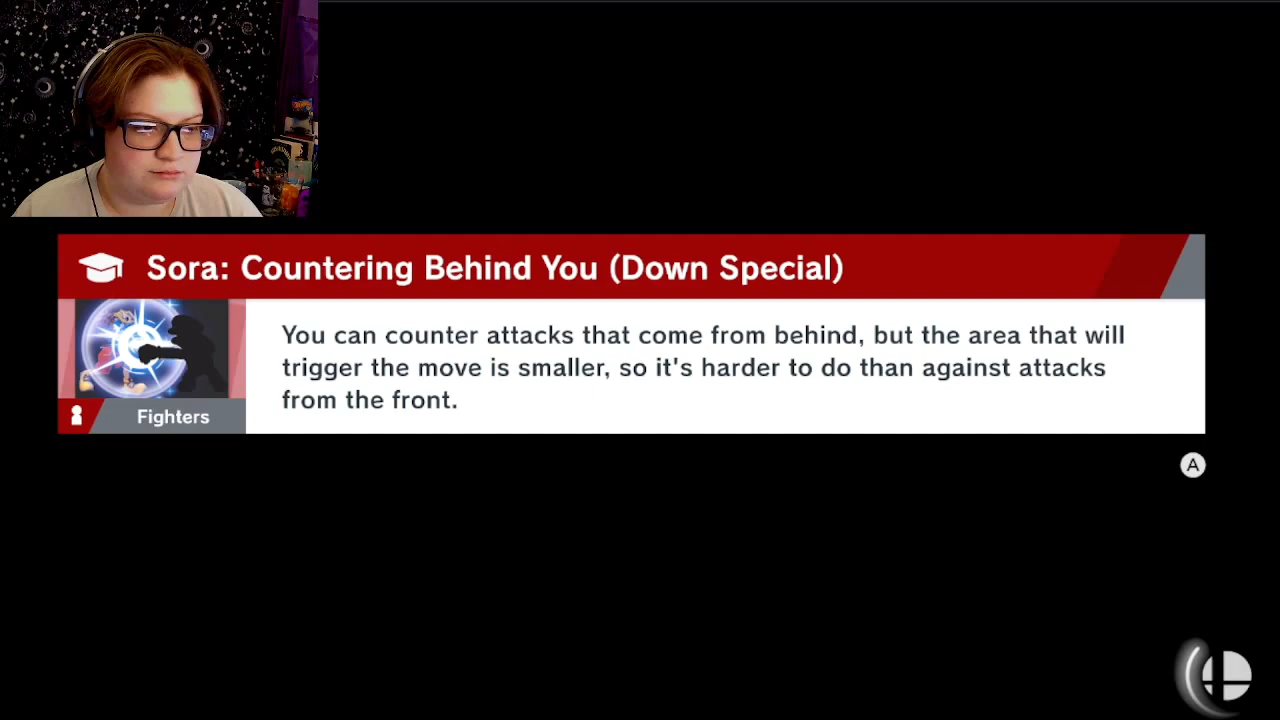 Sora: Countering Behind You (Down Special)
You can counter attacks that come from behind, but the area that will
trigger the move is smaller, so it's harder to do than against attacks
from the front.
Fighters
A